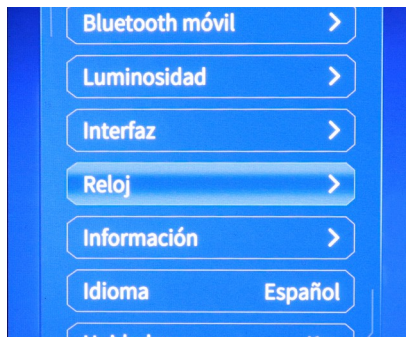 Bluetooth móvil
Luminosidad
Interfaz
Reloj
Información
Idioma Español